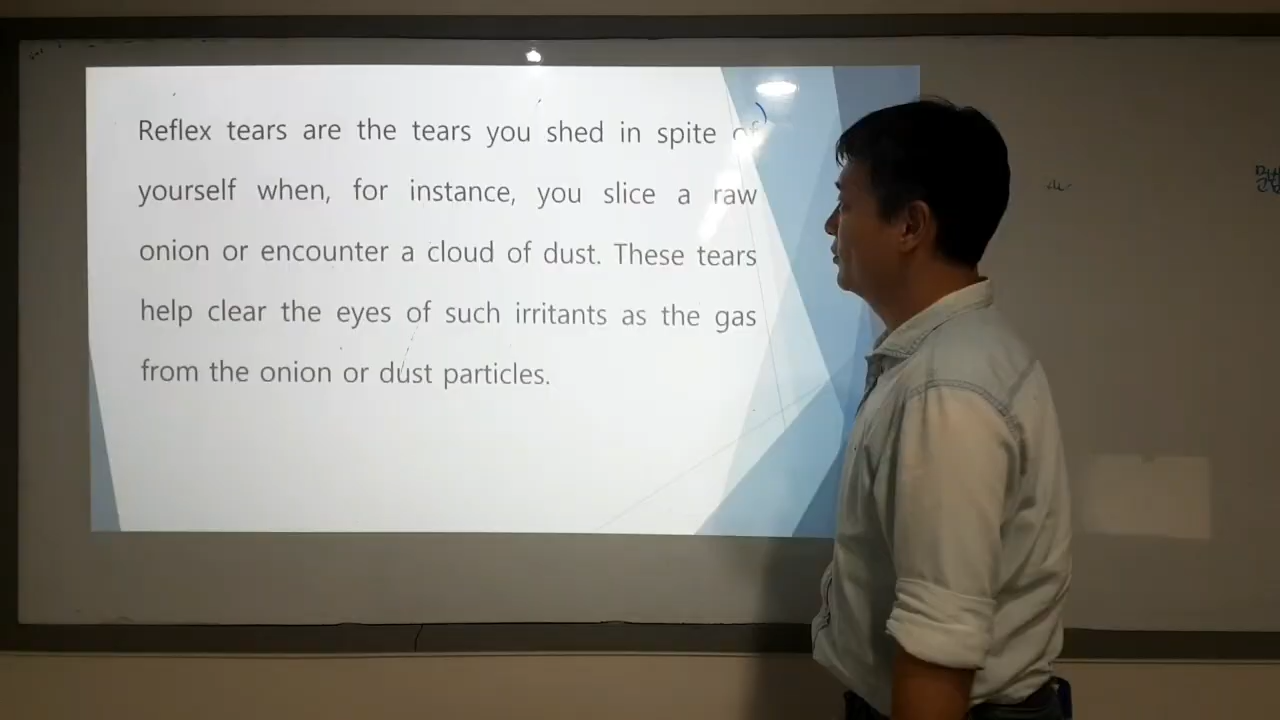 Reflex tears are the tears you shed in spite of
yourself when, for instance, you slice a raw
onion or encounter a cloud of dust. These tears
help clear the eyes of such irritants as the gas
from the onion or dust particles.